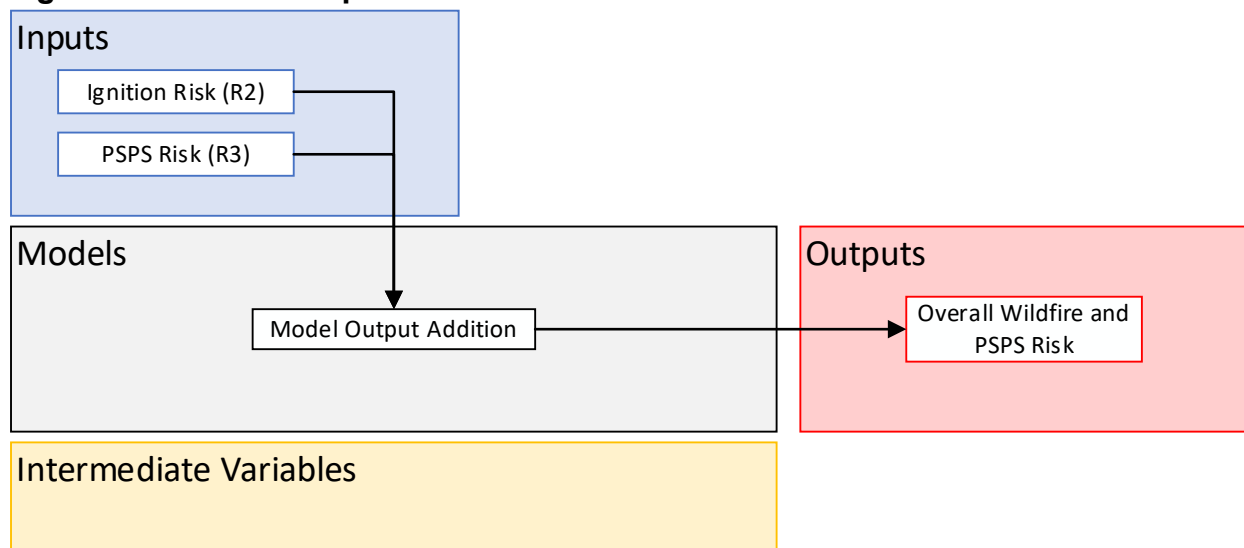 Inputs
Ignition Risk (R2)
PSPS Risk (R3)
Models
Outputs
Model Output Addition
Overall Wildfire and
PSPS Risk
Intermediate Variables